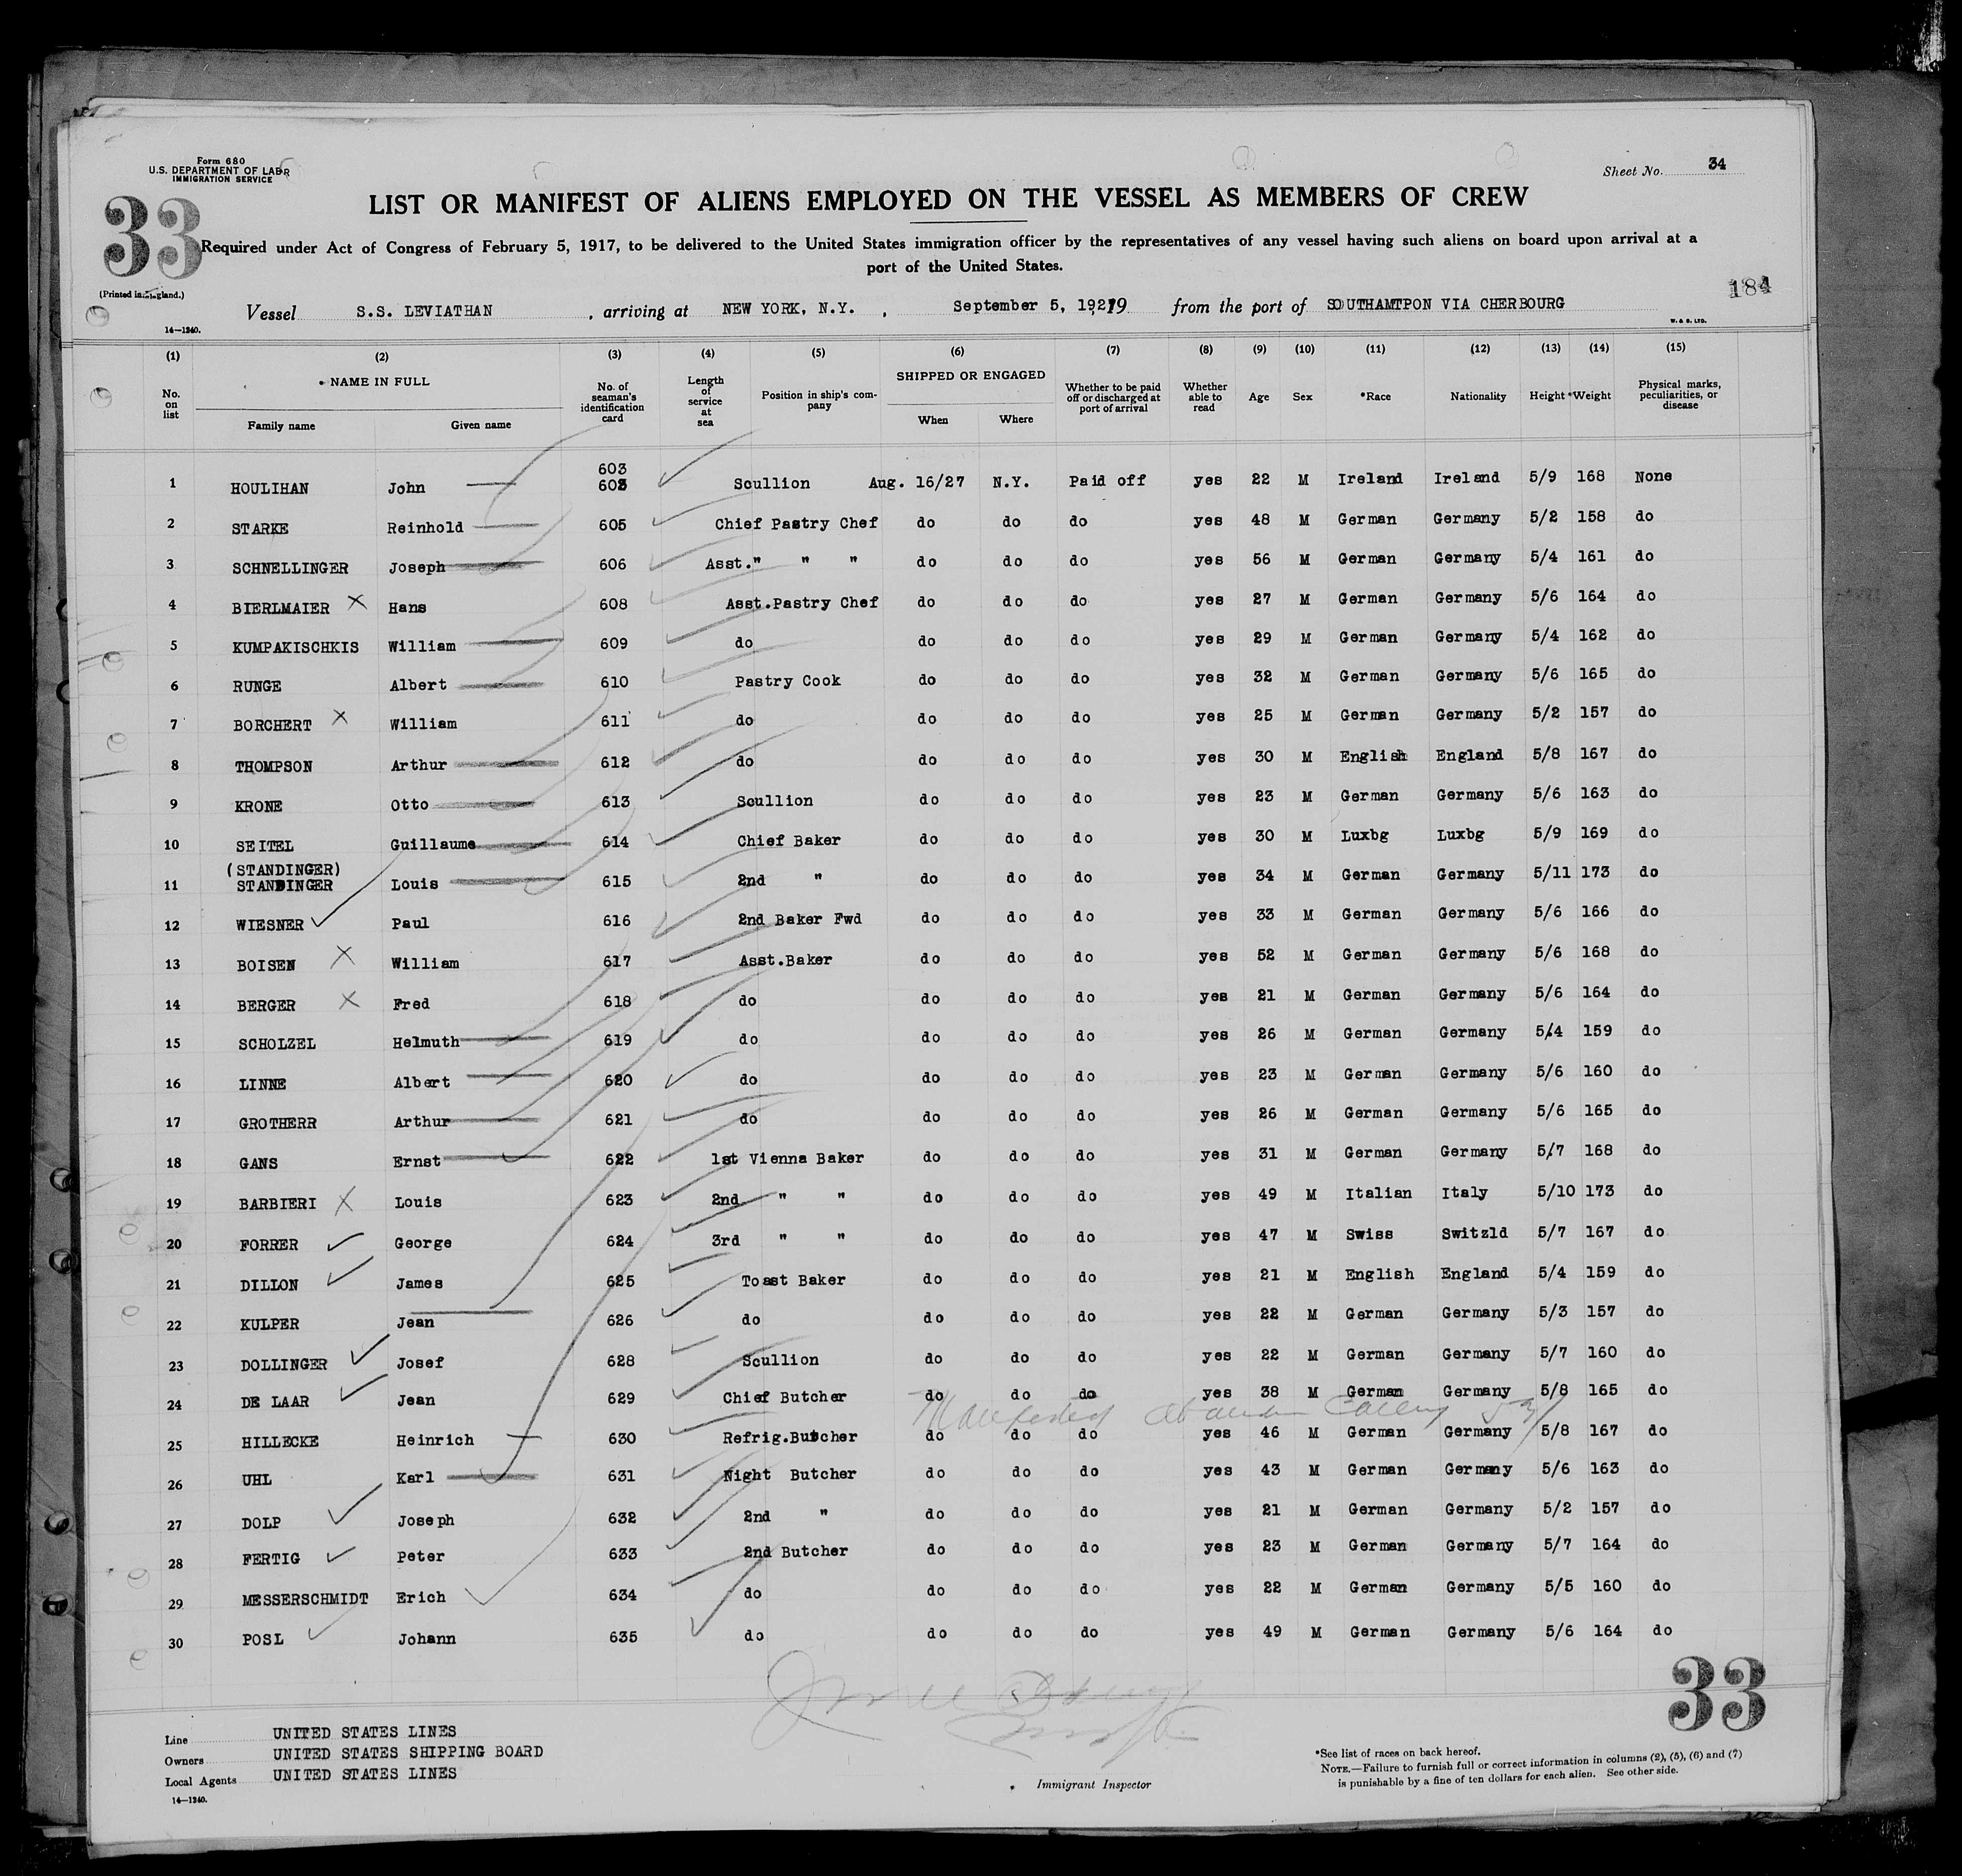 Form 680
U.S. DEPARTMENT OF LABR
IMMIGRATION SERVICE
Sheet No. 34
33
LIST OR MANIFEST OF ALIENS EMPLOYED ON THE VESSEL AS MEMBERS OF CREW
Required under Act of Congress of February 5, 1917, to be delivered to the United States immigration officer by the representatives of any vessel having such aliens on board upon arrival at a
port of the United States.
184
Vessel S.S. LEVIATHAN , arriving at NEW YORK, N.Y. , September 5, 19 from the port of SOUTHAMTPON VIA CHERBOURG
14—1240. W. & S. LTD.
(1) (2) (3) (4) (5) (6) (7) (8) (9) (10) (11) (12) (13) (14) (15)
No. on list NAME IN FULL Family name Given name No. of seaman's identification card Length of service at sea Position in ship's company SHIPPED OR ENGAGED When Where Whether to be paid off or discharged at port of arrival Whether able to read Age Sex *Race Nationality Height *Weight Physical marks, peculiarities, or disease
603
1 HOULIHAN John 603 Scullion Aug. 16/27 N.Y. Paid off yes 22 M Ireland Ireland 5/9 168 None
2 STARKE Reinhold 605 Chief Pastry Chef do do do yes 48 M German Germany 5/2 158 do
3 SCHNELLINGER Joseph 606 Asst." " " do do do yes 56 M German Germany 5/4 161 do
4 BIERLMAIER X Hans 608 Asst.Pastry Chef do do do yes 27 M German Germany 5/6 164 do
5 KUMPAKISCHKIS William 609 do do do do yes 29 M German Germany 5/4 162 do
6 RUNGE Albert 610 Pastry Cook do do do yes 32 M German Germany 5/6 165 do
7 BORCHERT X William 611 do do do do yes 25 M German Germany 5/2 157 do
8 THOMPSON Arthur 612 do do do do yes 30 M English England 5/8 167 do
9 KRONE Otto 613 Scullion do do do yes 23 M German Germany 5/6 163 do
10 SEITEL Guillaume 614 Chief Baker do do do yes 30 M Luxbg Luxbg 5/9 169 do
(STANDINGER)
11 STANDINGER Louis 615 2nd " do do do yes 34 M German Germany 5/11 173 do
12 WIESNER Paul 616 2nd Baker Fwd do do do yes 33 M German Germany 5/6 166 do
13 BOISEN X William 617 Asst.Baker do do do yes 52 M German Germany 5/6 168 do
14 BERGER X Fred 618 do do do do yes 21 M German Germany 5/6 164 do
15 SCHOLZEL Helmuth 619 do do do do yes 26 M German Germany 5/4 159 do
16 LINNE Albert 620 do do do do yes 23 M German Germany 5/6 160 do
17 GROTHERR Arthur 621 do do do do yes 26 M German Germany 5/6 165 do
18 GANS Ernst 622 1st Vienna Baker do do do yes 31 M German Germany 5/7 168 do
19 BARBIERI X Louis 623 2nd " " do do do yes 49 M Italian Italy 5/10 173 do
20 FORRER George 624 3rd " " do do do yes 47 M Swiss Switzld 5/7 167 do
21 DILLON James 625 Toast Baker do do do yes 21 M English England 5/4 159 do
22 KULPER Jean 626 do do do do yes 22 M German Germany 5/3 157 do
23 DOLLINGER Josef 628 Scullion do do do yes 22 M German Germany 5/7 160 do
24 DE LAAR Jean 629 Chief Butcher do do do yes 38 M German Germany 5/8 165 do
25 HILLECKE Heinrich 630 Refrig.Butcher do do do yes 46 M German Germany 5/8 167 do
26 UHL Karl 631 Night Butcher do do do yes 43 M German Germany 5/6 163 do
27 DOLP Joseph 632 2nd " do do do yes 21 M German Germany 5/2 157 do
28 FERTIG Peter 633 2nd Butcher do do do yes 23 M German Germany 5/7 164 do
29 MESSERSCHMIDT Erich 634 do do do do yes 22 M German Germany 5/5 160 do
30 POSL Johann 635 do do do do yes 49 M German Germany 5/6 164 do
33
Line UNITED STATES LINES
Owners UNITED STATES SHIPPING BOARD
Local Agents UNITED STATES LINES
14—1240.
Immigrant Inspector
*See list of races on back hereof.
NOTE.—Failure to furnish full or correct information in columns (2), (5), (6) and (7)
is punishable by a fine of ten dollars for each alien. See other side.